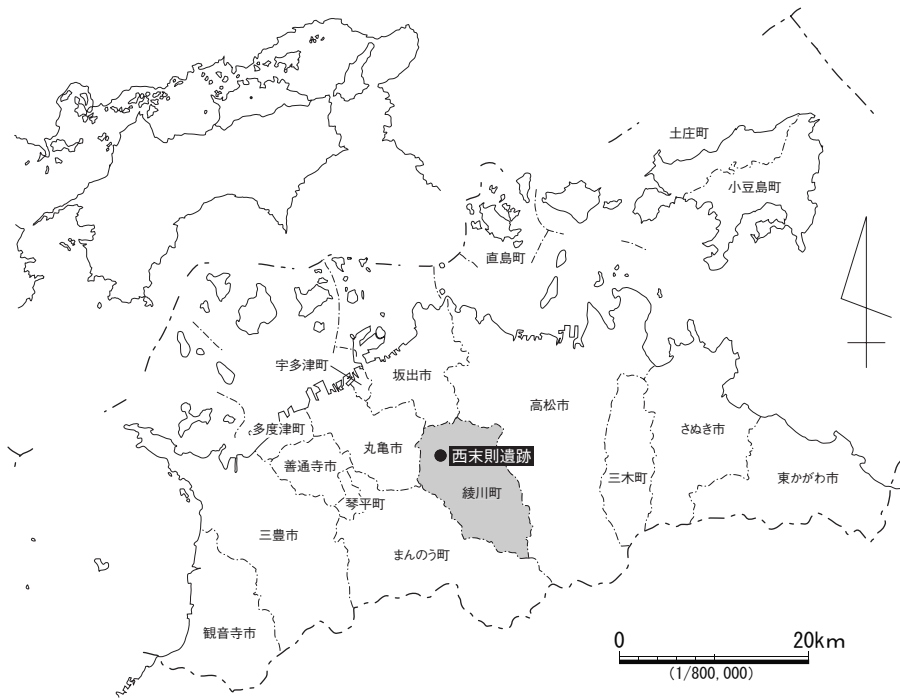 土庄町
小豆島町
直島町
宇多津町
坂出市
高松市
多度津町
丸亀市
さぬき市
善通寺市
西末則遺跡
三木町
東かがわ市
綾川町
琴平町
三豊市
まんのう町
観音寺市
0 20km
(1/800,000)